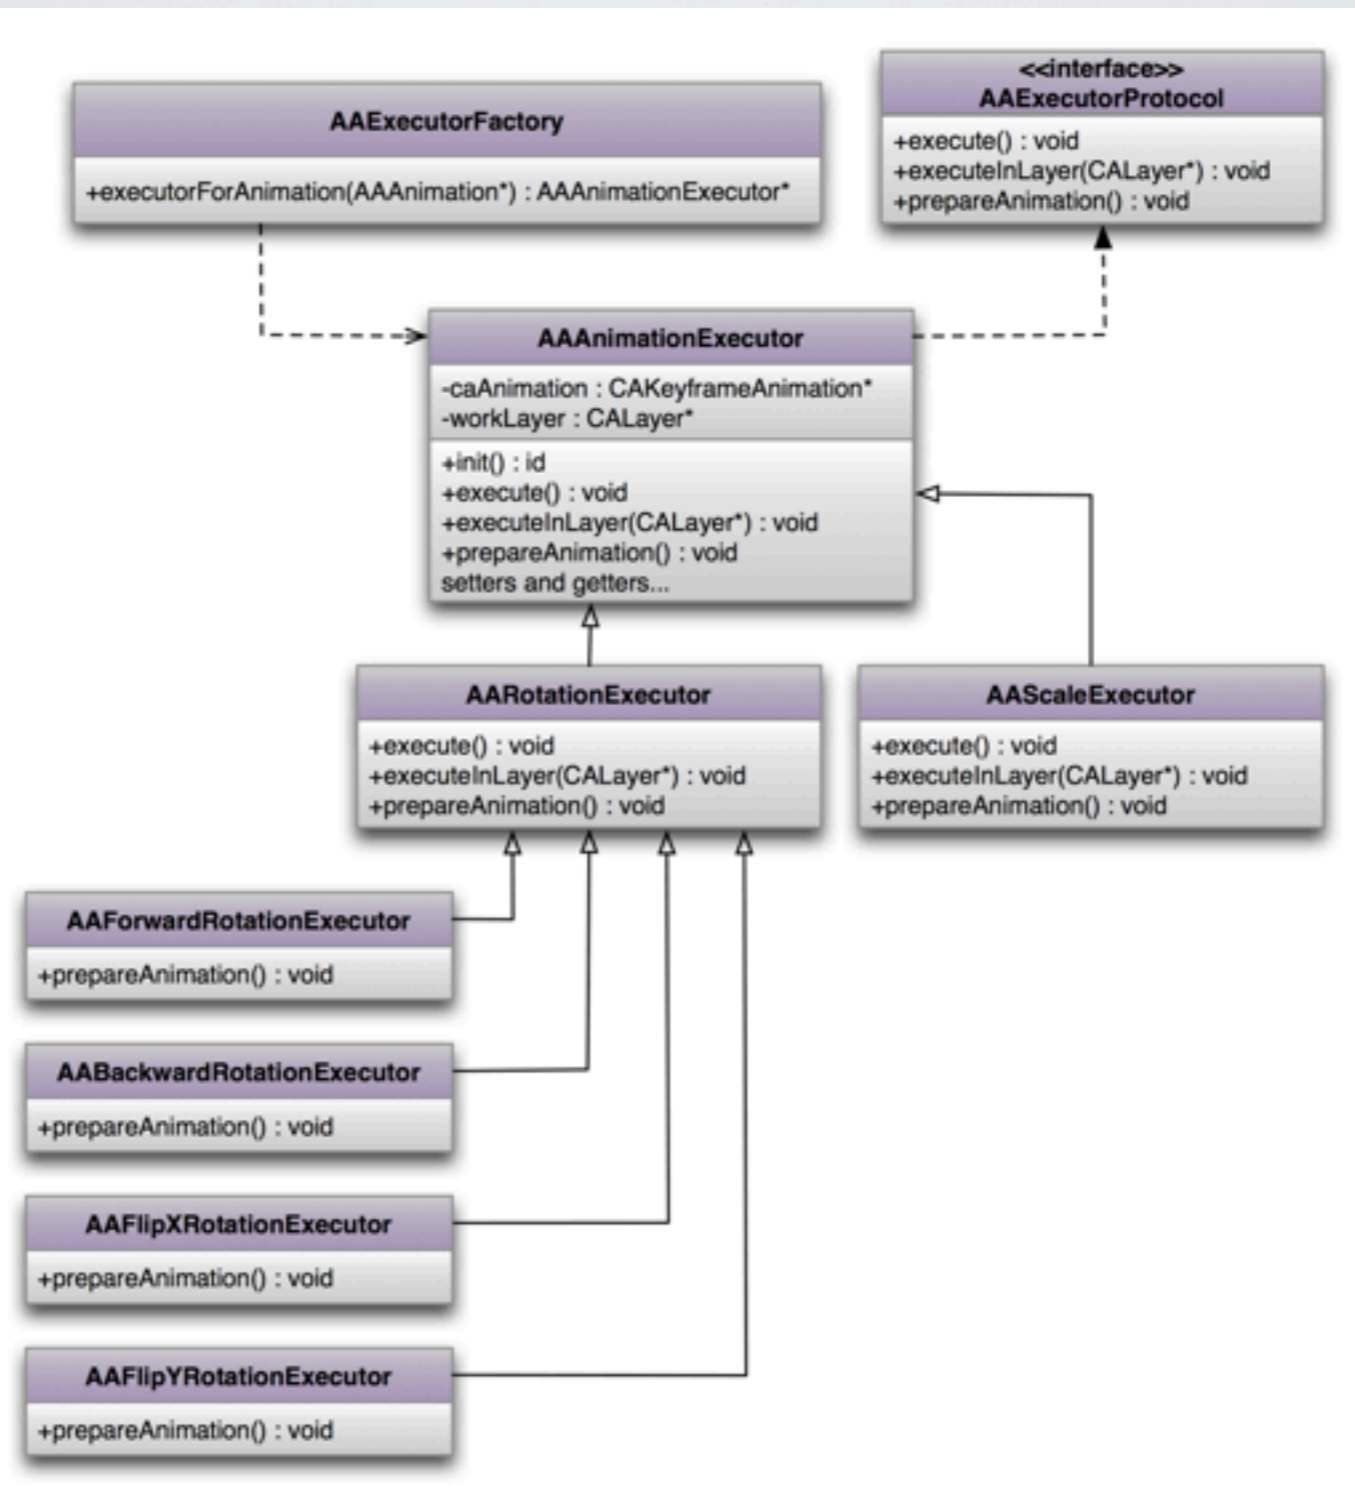 AAExecutorFactory
+executorForAnimation(AAAnimation*) : AAAnimationExecutor*
<<interface>>
AAExecutorProtocol
+execute() : void
+executeInLayer(CALayer*) : void
+prepareAnimation() : void
AAAnimationExecutor
-caAnimation : CAKeyframeAnimation*
-workLayer : CALayer*
+init() : id
+execute() : void
+executeInLayer(CALayer*) : void
+prepareAnimation() : void
setters and getters...
AARotationExecutor
+execute() : void
+executeInLayer(CALayer*) : void
+prepareAnimation() : void
AAScaleExecutor
+execute() : void
+executeInLayer(CALayer*) : void
+prepareAnimation() : void
AAForwardRotationExecutor
+prepareAnimation() : void
AABackwardRotationExecutor
+prepareAnimation() : void
AAFlipXRotationExecutor
+prepareAnimation() : void
AAFlipYRotationExecutor
+prepareAnimation() : void